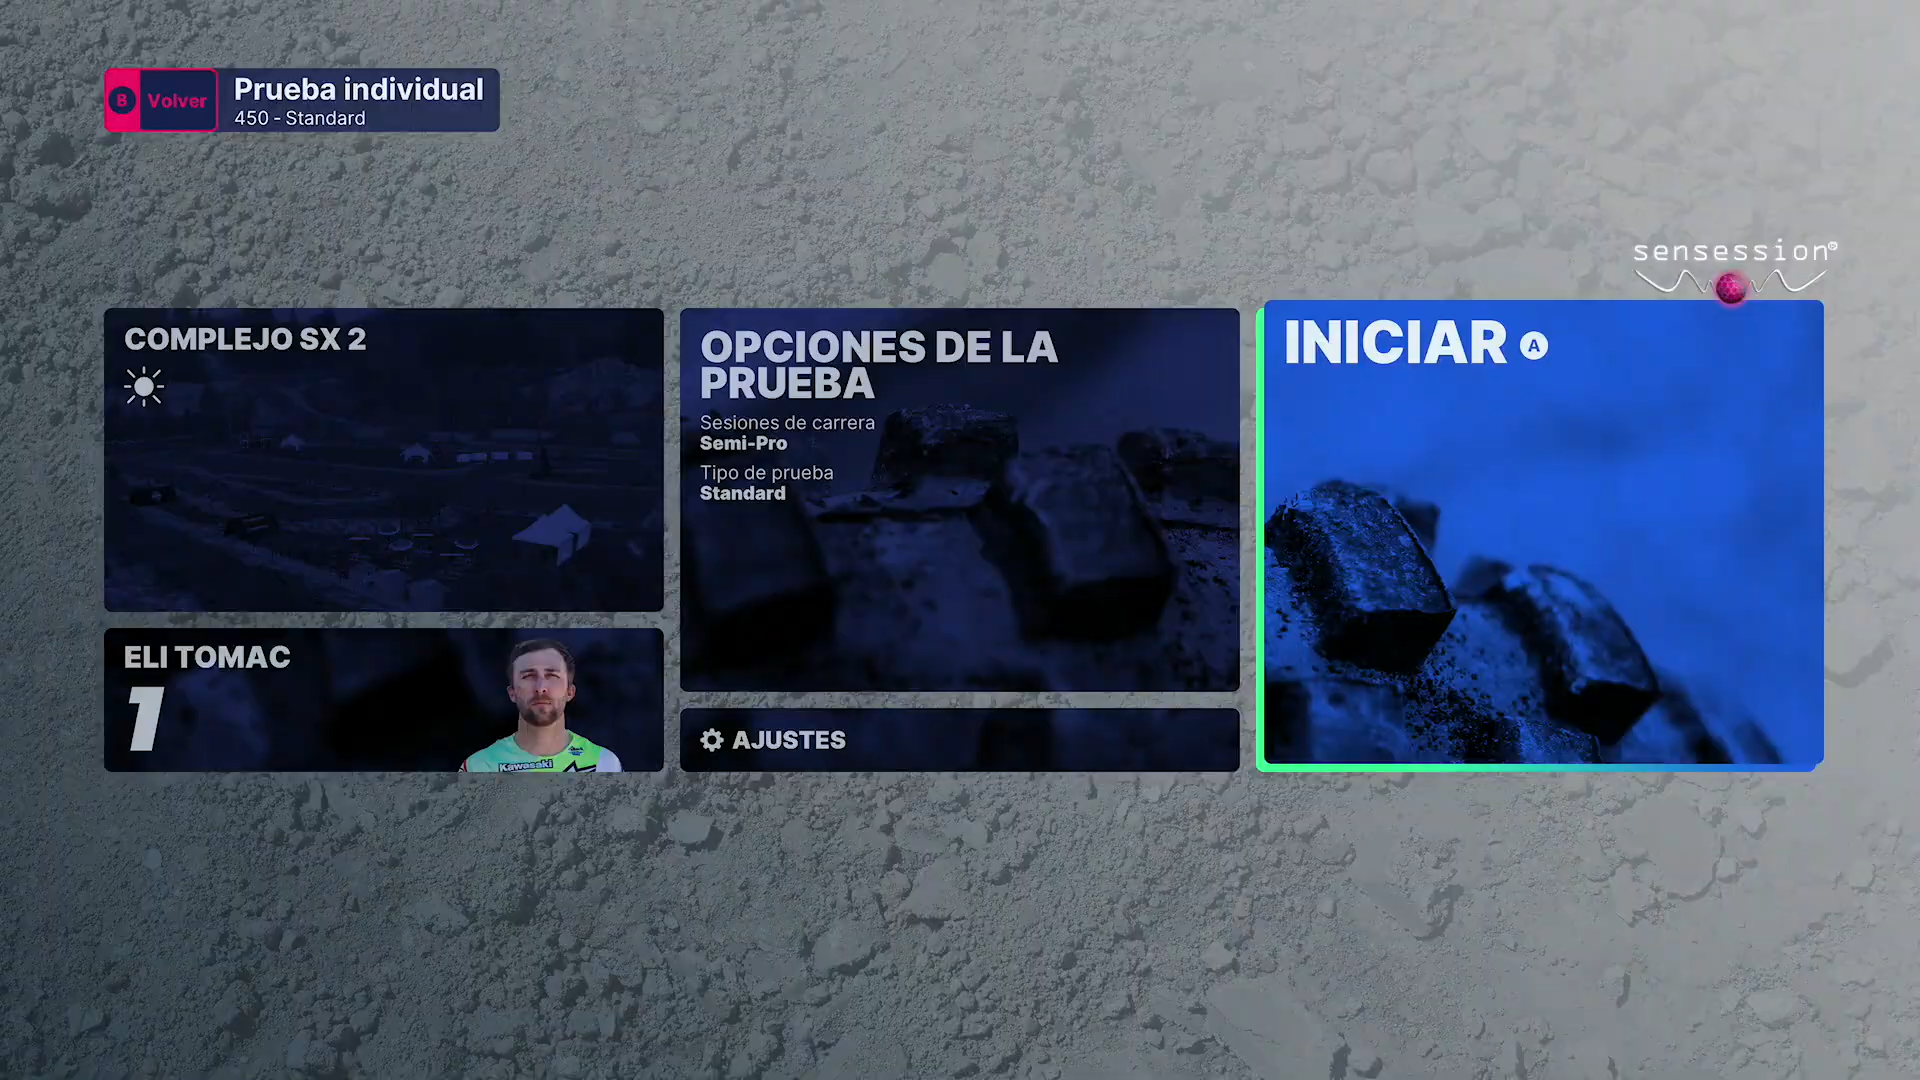 B Volver
Prueba individual
450 - Standard
sensession®
COMPLEJO SX 2
ELI TOMAC
1
Kawasaki
OPCIONES DE LA
PRUEBA
Sesiones de carrera
Semi-Pro
Tipo de prueba
Standard
AJUSTES
INICIAR A